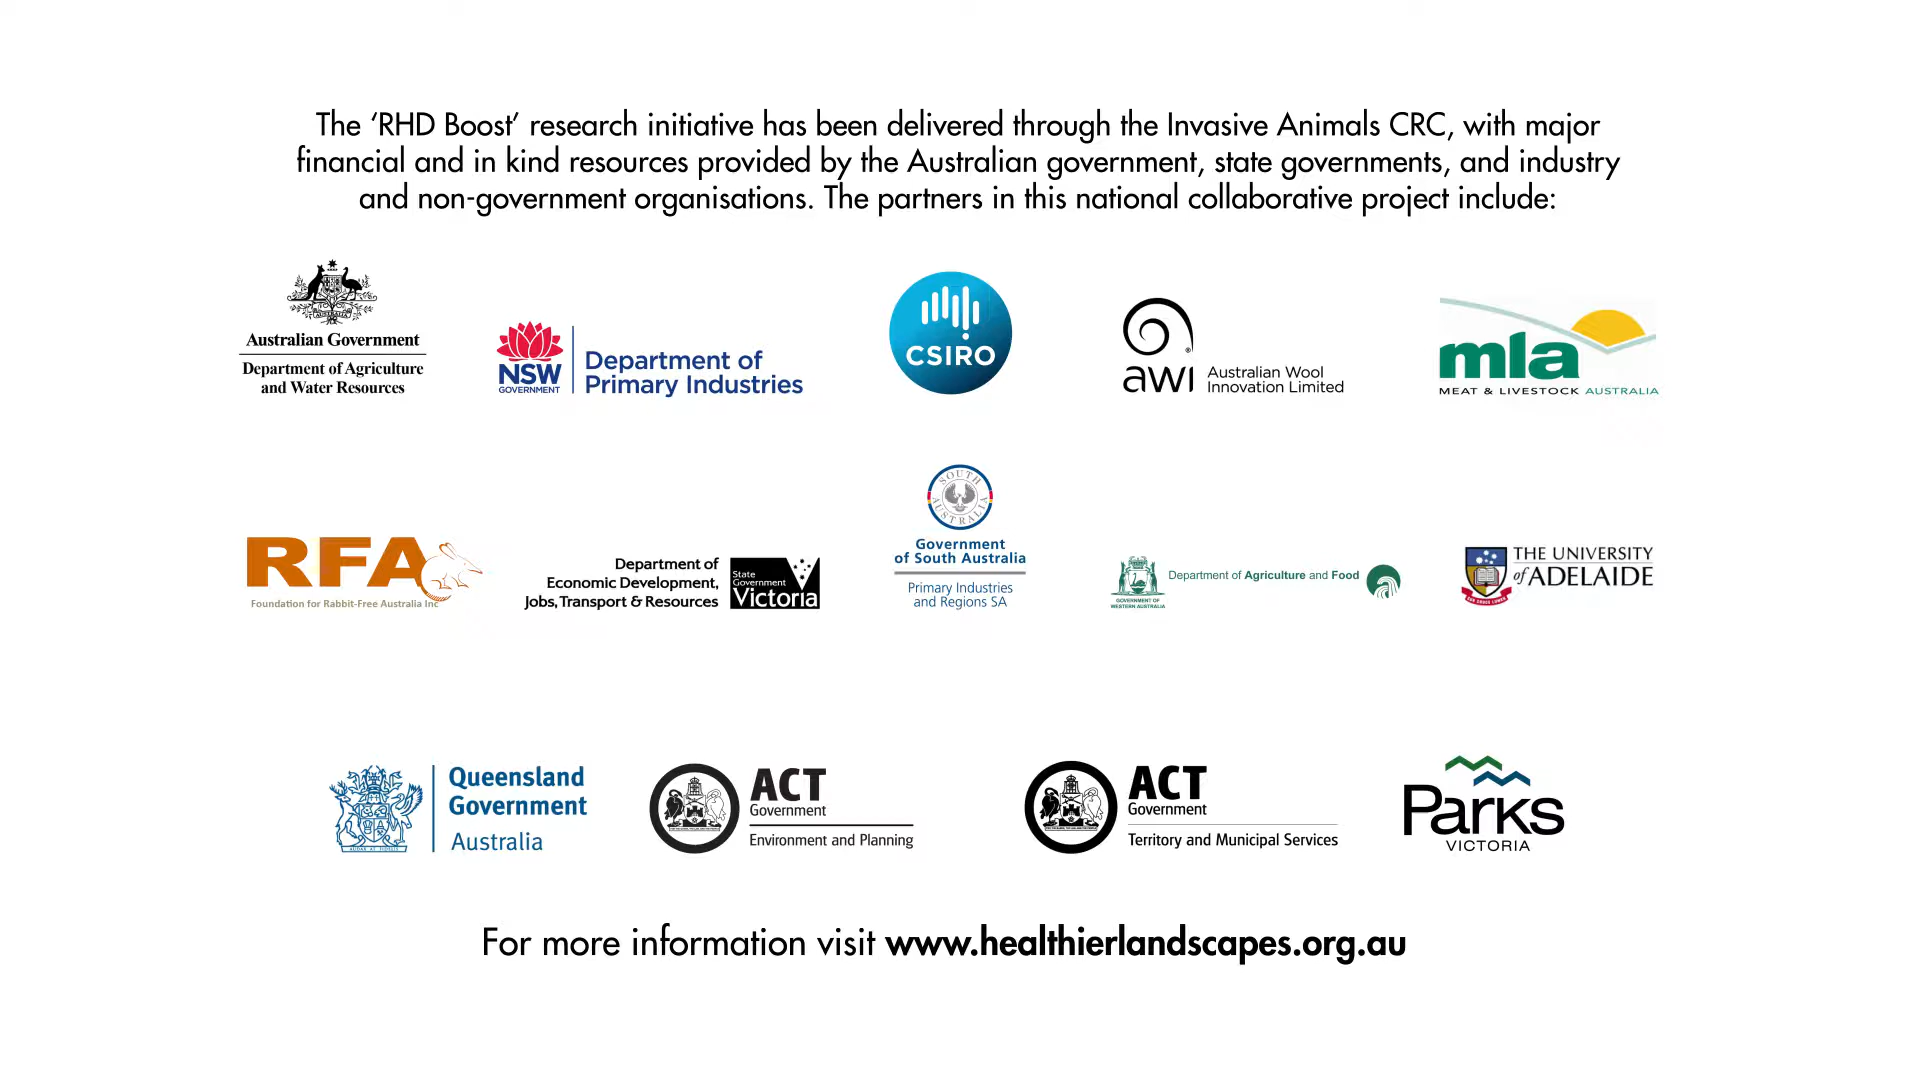 The ‘RHD Boost’ research initiative has been delivered through the Invasive Animals CRC, with major
financial and in kind resources provided by the Australian government, state governments, and industry
and non-government organisations. The partners in this national collaborative project include:
Australian Government
Department of Agriculture
and Water Resources
NSW
GOVERNMENT
Department of
Primary Industries
CSIRO
awi
Australian Wool
Innovation Limited
mla
MEAT & LIVESTOCK AUSTRALIA
RFA
Foundation for Rabbit-Free Australia Inc
Department of
Economic Development,
Jobs, Transport & Resources
State
Government
Victoria
SOUTH
AUSTRALIA
Government
of South Australia
Primary Industries
and Regions SA
GOVERNMENT OF
WESTERN AUSTRALIA
Department of Agriculture and Food
THE UNIVERSITY
of ADELAIDE
Queensland
Government
Australia
ACT
Government
Environment and Planning
ACT
Government
Territory and Municipal Services
Parks
VICTORIA
For more information visit www.healthierlandscapes.org.au